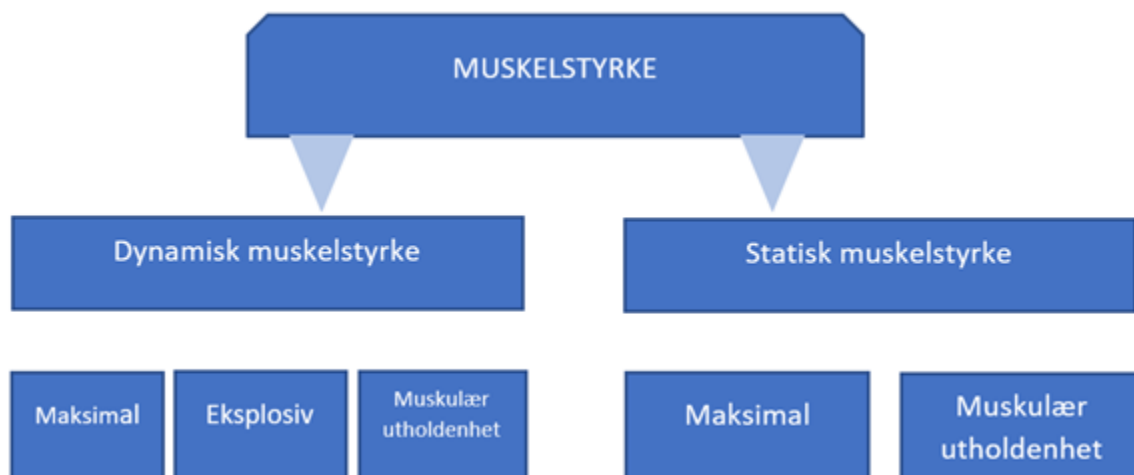 MUSKELSTYRKE
Dynamisk muskelstyrke
Statisk muskelstyrke
Maksimal
Eksplosiv
Muskulær
utholdenhet
Maksimal
Muskulær
utholdenhet